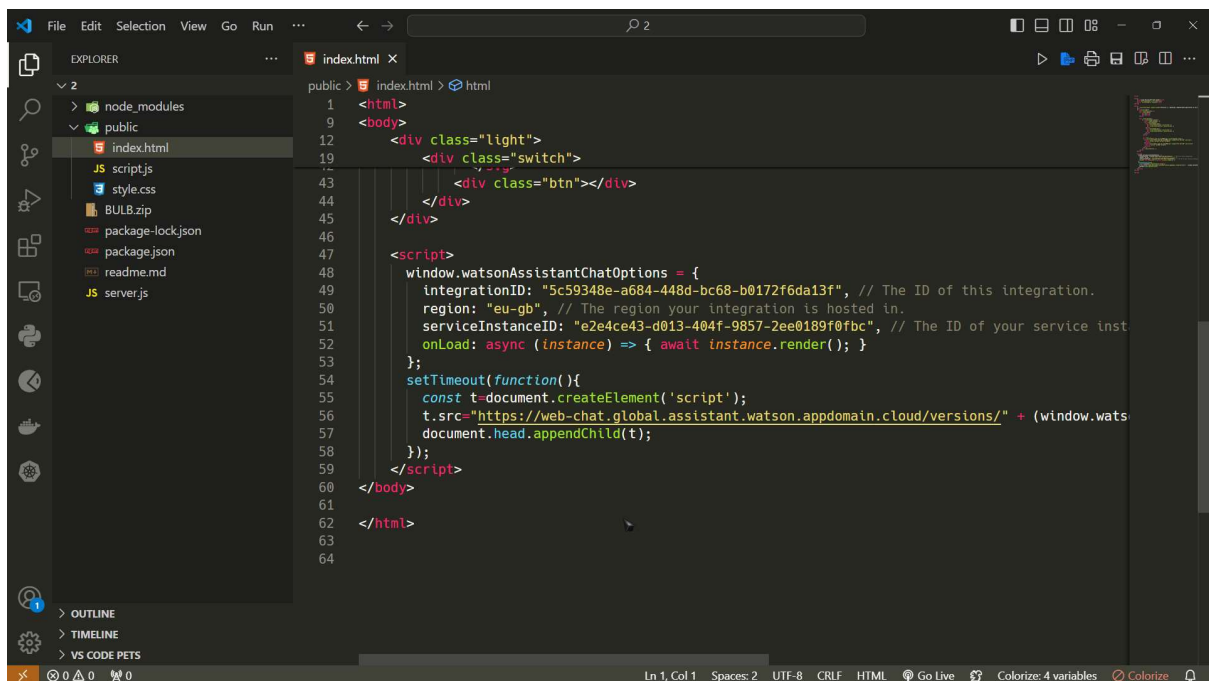 File Edit Selection View Go Run ... 2
EXPLORER ...
2
node_modules
public
index.html
JS script.js
style.css
BULB.zip
package-lock.json
package.json
readme.md
JS server.js
OUTLINE
TIMELINE
VS CODE PETS
index.html
public > index.html > html
1 <html>
9 <body>
12 <div class="light">
19 <div class="switch">
43 <div class="btn"></div>
44 </div>
45 </div>
46
47 <script>
48 window.watsonAssistantChatOptions = {
49 integrationID: "5c59348e-a684-448d-bc68-b0172f6da13f", // The ID of this integration.
50 region: "eu-gb", // The region your integration is hosted in.
51 serviceInstanceID: "e2e4ce43-d013-404f-9857-2ee0189f0fbc", // The ID of your service inst
52 onLoad: async (instance) => { await instance.render(); }
53 };
54 setTimeout(function(){
55 const t=document.createElement('script');
56 t.src="https://web-chat.global.assistant.watson.appdomain.cloud/versions/" + (window.wats
57 document.head.appendChild(t);
58 });
59 </script>
60 </body>
61
62 </html>
63
64
1
0 0 0 Ln 1, Col 1 Spaces: 2 UTF-8 CRLF HTML Go Live Colorize: 4 variables Colorize